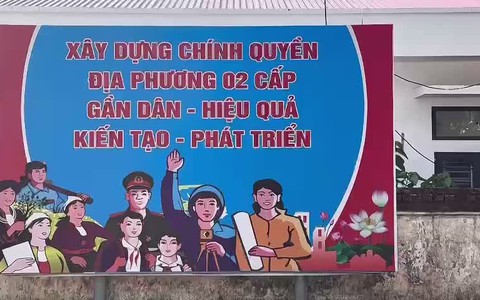 XÂY DỰNG CHÍNH QUYỀN
ĐỊA PHƯƠNG 02 CẤP
GẦN DÂN - HIỆU QUẢ
KIẾN TẠO - PHÁT TRIỂN